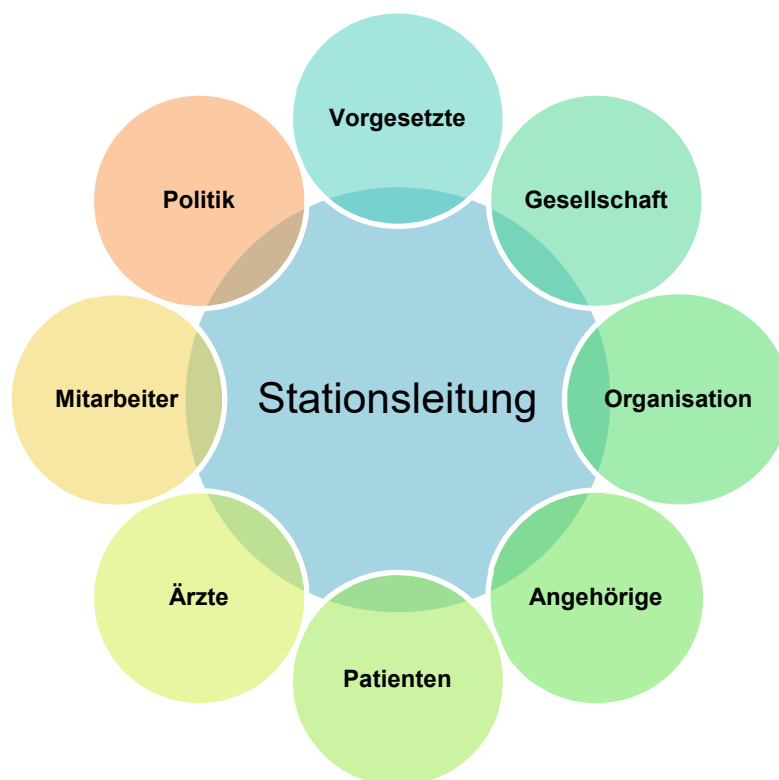 Vorgesetzte
Politik
Gesellschaft
Mitarbeiter
Stationsleitung
Organisation
Ärzte
Angehörige
Patienten